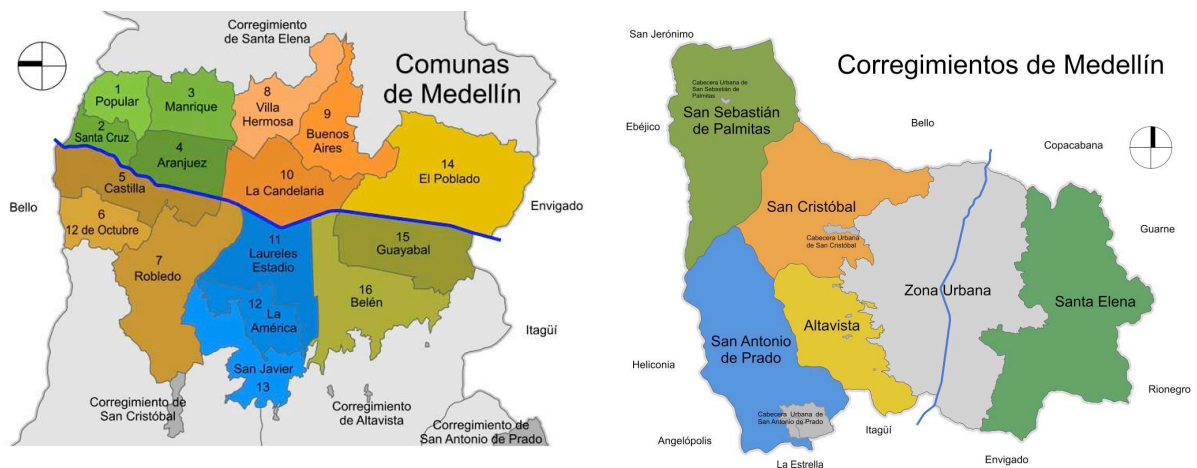 Corregimiento
de Santa Elena
Comunas
de Medellín
1
Popular
3
Manrique
8
Villa
Hermosa
9
Buenos
Aires
2
Santa Cruz
4
Aranjuez
14
El Poblado
10
La Candelaria
5
Castilla
Bello
Envigado
6
12 de Octubre
11
Laureles
Estadio
15
Guayabal
7
Robledo
16
Belén
12
La
América
Itagüí
San Javier
13
Corregimiento de
San Cristóbal
Corregimiento
de Altavista
Corregimiento de
San Antonio de Prado
San Jerónimo
Corregimientos de Medellín
Cabecera Urbana de
San Sebastián de
Palmitas
San Sebastián
de Palmitas
Ebéjico
Bello
Copacabana
San Cristóbal
Guarne
Cabecera Urbana
de San Cristóbal
Zona Urbana
Santa Elena
Altavista
San Antonio
de Prado
Heliconia
Rionegro
Cabecera Urbana de
San Antonio de Prado
Itagüí
Angelópolis
La Estrella
Envigado